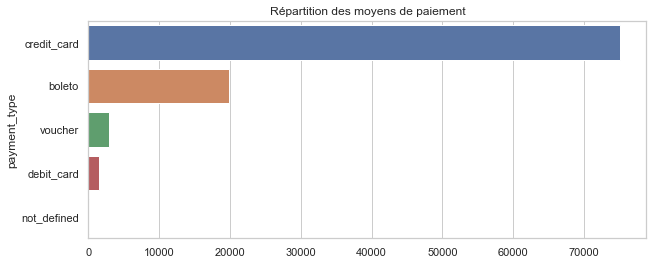 Répartition des moyens de paiement
payment_type
credit_card
boleto
voucher
debit_card
not_defined
0 10000 20000 30000 40000 50000 60000 70000